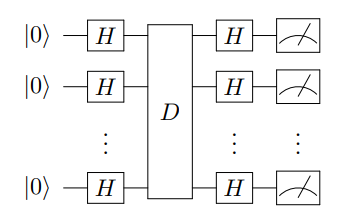 |0⟩ H H
|0⟩ H H
D
⋮ ⋮ ⋮
|0⟩ H H